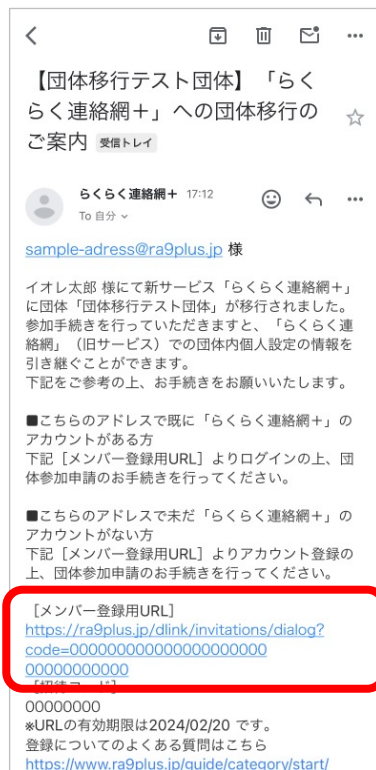 【団体移行テスト団体】「らく
らく連絡網＋」への団体移行の
ご案内 受信トレイ
らくらく連絡網＋ 17:12
To 自分
sample-adress@ra9plus.jp 様
イオレ太郎 様にて新サービス「らくらく連絡網＋」
に団体「団体移行テスト団体」が移行されました。
参加手続きを行っていただきますと、「らくらく連
絡網」（旧サービス）での団体内個人設定の情報を
引き継ぐことができます。
下記をご参考の上、お手続きをお願いいたします。
■こちらのアドレスで既に「らくらく連絡網＋」の
アカウントがある方
下記［メンバー登録用URL］よりログインの上、団
体参加申請のお手続きを行ってください。
■こちらのアドレスで未だ「らくらく連絡網＋」の
アカウントがない方
下記［メンバー登録用URL］よりアカウント登録の
上、団体参加申請のお手続きを行ってください。
［メンバー登録用URL］
https://ra9plus.jp/dlink/invitations/dialog?
code=000000000000000000000
00000000000
［招待コード］
00000000
※URLの有効期限は2024/02/20 です。
登録についてのよくある質問はこちら
https://www.ra9plus.jp/guide/category/start/